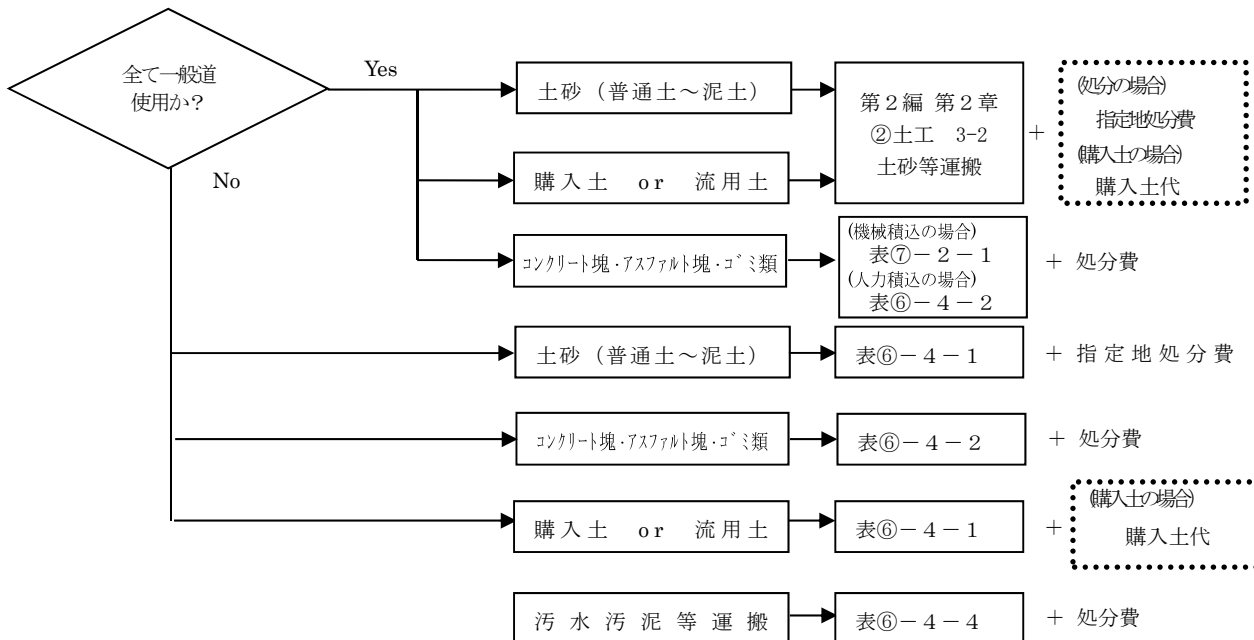 全て一般道
使用か？
Yes
No
土砂（普通土～泥土）
第２編 第２章
②土工 3-2
土砂等運搬
＋
(処分の場合)
指定地処分費
(購入土の場合)
購入土代
購入土 or 流用土
ｺﾝｸﾘｰﾄ塊･ｱｽﾌｧﾙﾄ塊･ｺﾞﾐ類
(機械積込の場合)
表⑦－２－１
(人力積込の場合)
表⑥－４－２
＋ 処分費
土砂（普通土～泥土）
表⑥－４－１
＋ 指定地処分費
ｺﾝｸﾘｰﾄ塊･ｱｽﾌｧﾙﾄ塊･ｺﾞﾐ類
表⑥－４－２
＋ 処分費
購入土 or 流用土
表⑥－４－１
＋
(購入土の場合)
購入土代
汚水汚泥等運搬
表⑥－４－４
＋ 処分費